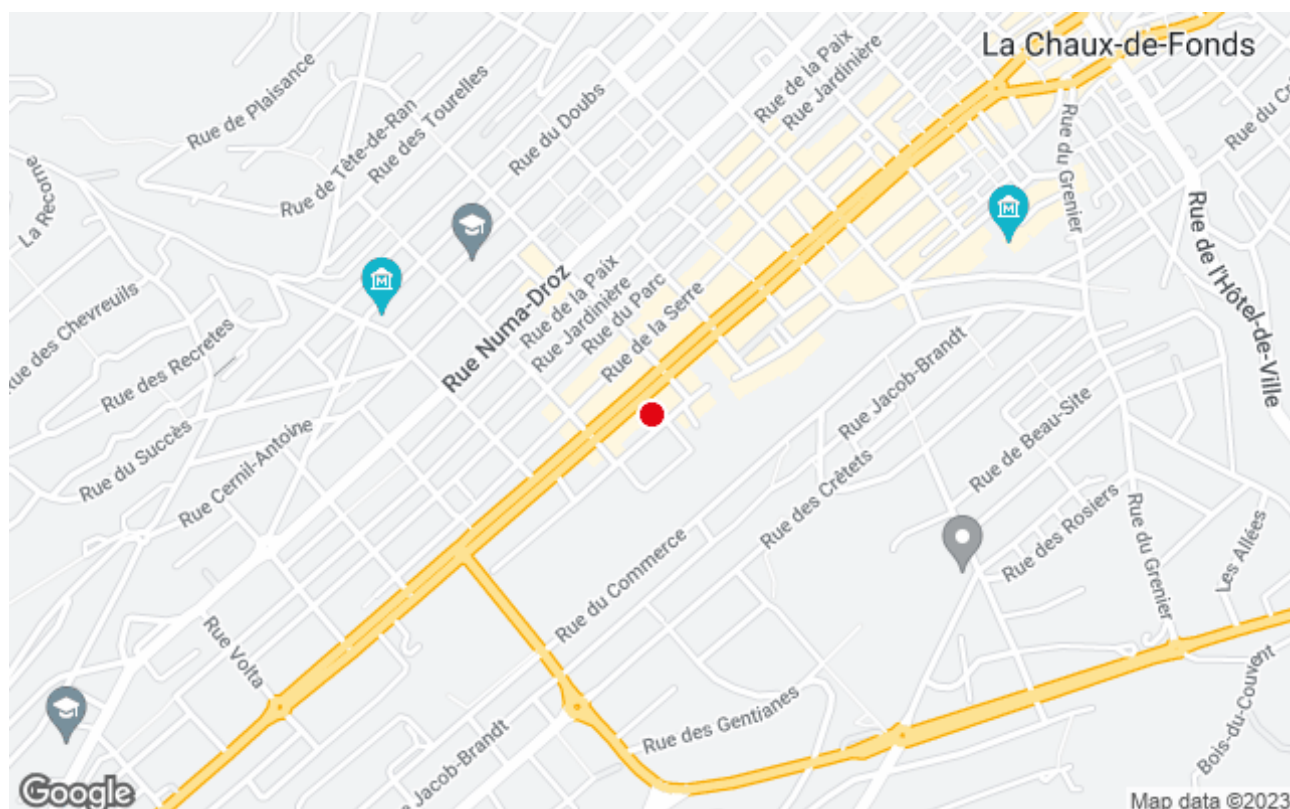 La Chaux-de-Fonds
Rue de Plaisance
Rue de Tête-de-Ran
Rue des Tourelles
Rue du Doubs
Rue de la Paix
Rue Jardinière
Rue du Grenier
La Recorne
Rue des Chevreuils
Rue des Recretes
Rue Numa-Droz
Rue de la Paix
Rue Jardinière
Rue du Parc
Rue de la Serre
Rue de l'Hôtel-de-Ville
Rue du Succès
Rue Cernil-Antoine
Rue Jacob-Brandt
Rue de Beau-Site
Rue des Crêtets
Rue des Rosiers
Rue du Grenier
Les Allées
Rue du Commerce
Rue Volta
Rue des Gentianes
Jacob-Brandt
Bois-du-Couvent
Google
Map data ©2023